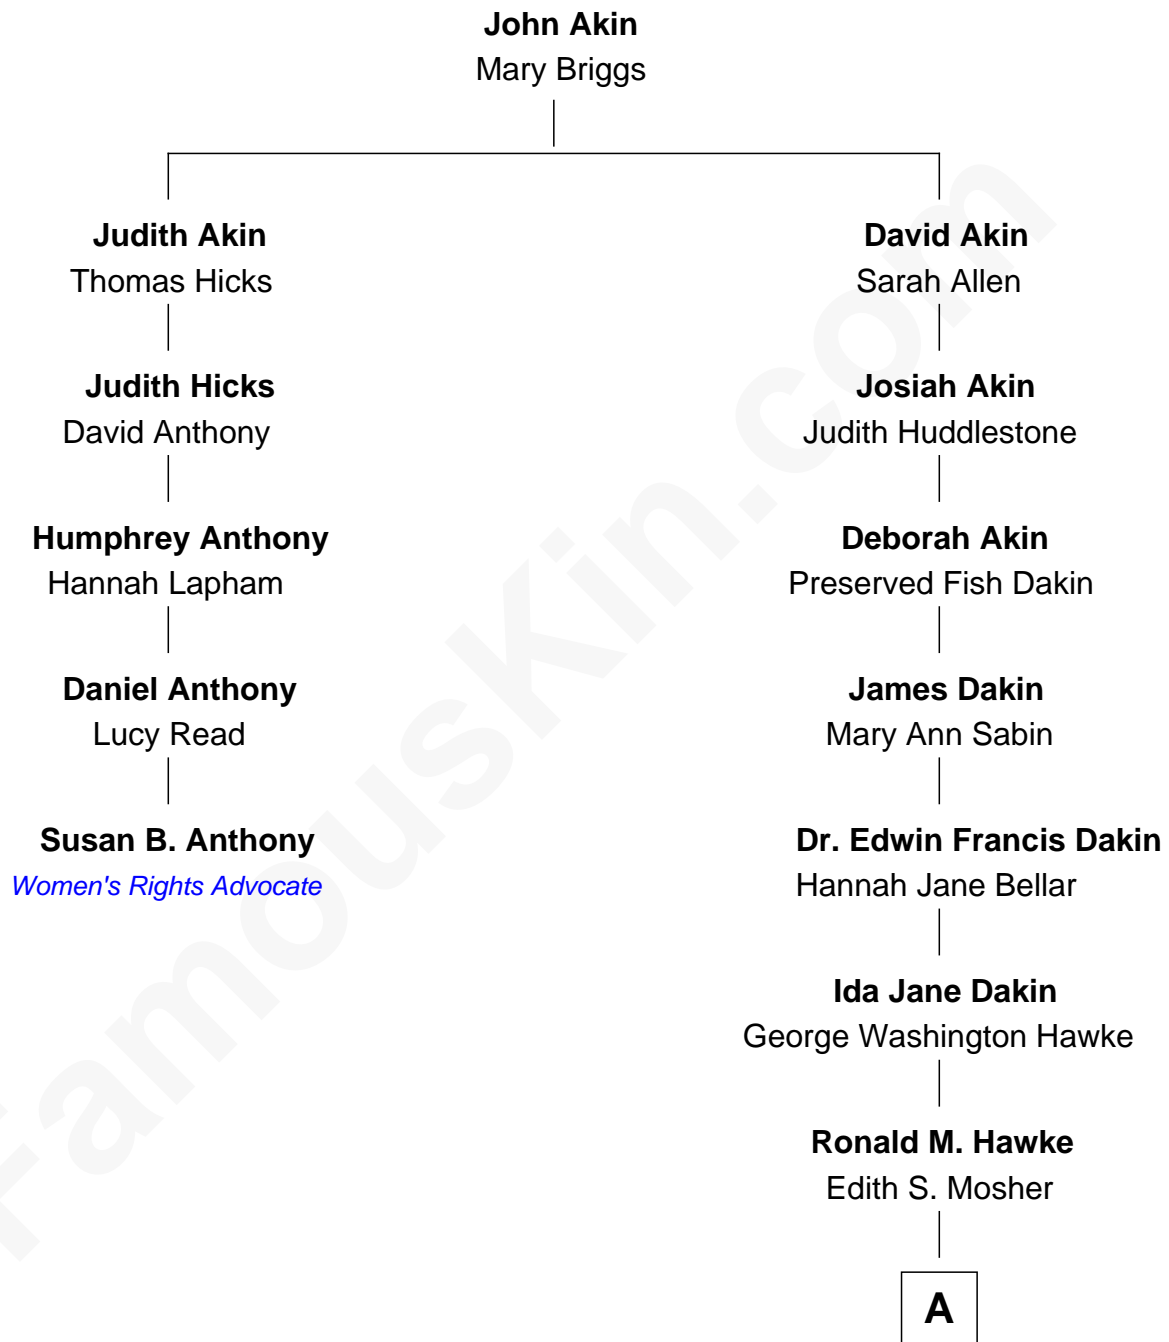 John Akin
Mary Briggs
Judith Akin
Thomas Hicks
David Akin
Sarah Allen
Judith Hicks
David Anthony
Josiah Akin
Judith Huddlestone
Humphrey Anthony
Hannah Lapham
Deborah Akin
Preserved Fish Dakin
Daniel Anthony
Lucy Read
James Dakin
Mary Ann Sabin
Susan B. Anthony
Women's Rights Advocate
Dr. Edwin Francis Dakin
Hannah Jane Bellar
Ida Jane Dakin
George Washington Hawke
Ronald M. Hawke
Edith S. Mosher
A
FamousKin.com